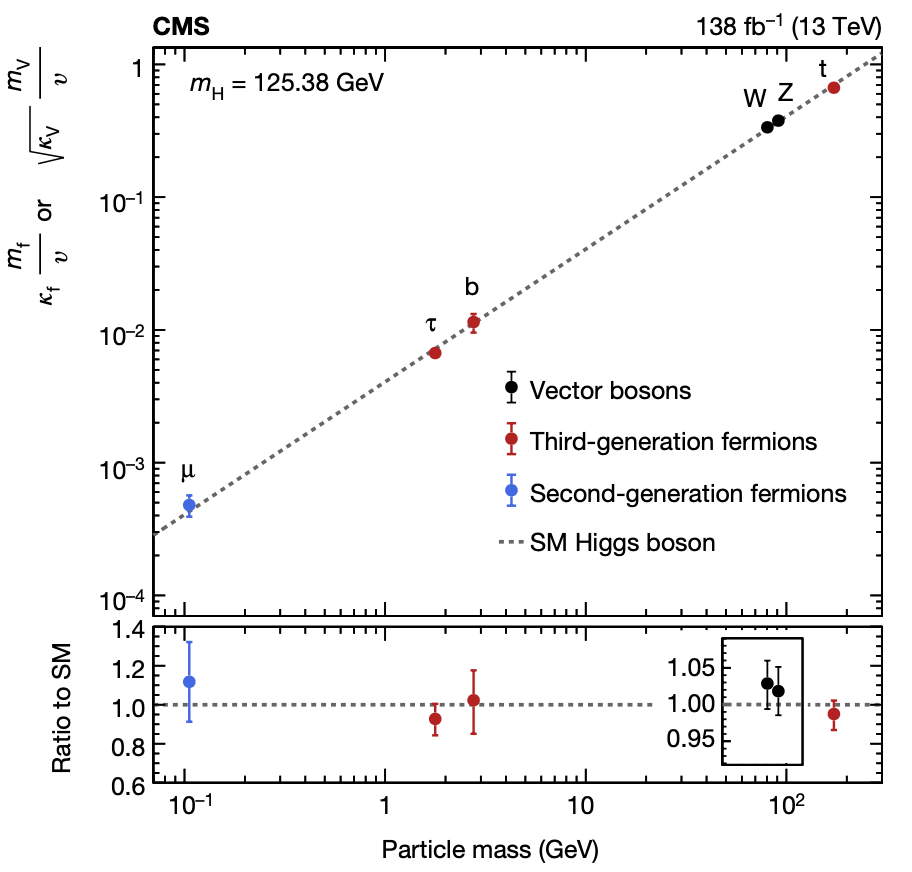 CMS 138 fb⁻¹ (13 TeV)
m_H = 125.38 GeV
κ_f m_f/υ or √κ_V m_V/υ
1
10⁻¹
10⁻²
10⁻³
10⁻⁴
μ
τ
b
W
Z
t
Vector bosons
Third-generation fermions
Second-generation fermions
SM Higgs boson
Ratio to SM
1.4
1.2
1.0
0.8
0.6
1.05
1.00
0.95
10⁻¹ 1 10 10²
Particle mass (GeV)